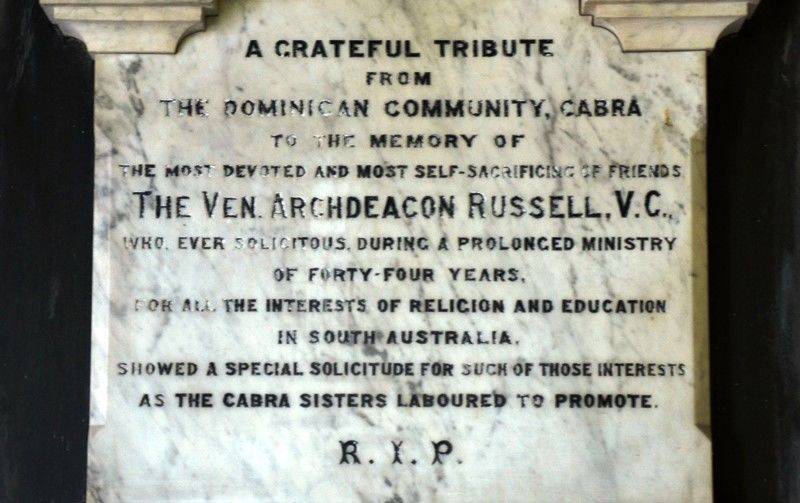 A GRATEFUL TRIBUTE
FROM
THE DOMINICAN COMMUNITY, CABRA
TO THE MEMORY OF
THE MOST DEVOTED AND MOST SELF-SACRIFICING OF FRIENDS
THE VEN. ARCHDEACON RUSSELL, V.G.,
WHO, EVER SOLICITOUS, DURING A PROLONGED MINISTRY
OF FORTY-FOUR YEARS,
FOR ALL THE INTERESTS OF RELIGION AND EDUCATION
IN SOUTH AUSTRALIA,
SHOWED A SPECIAL SOLICITUDE FOR SUCH OF THOSE INTERESTS
AS THE CABRA SISTERS LABOURED TO PROMOTE.
R. I. P.